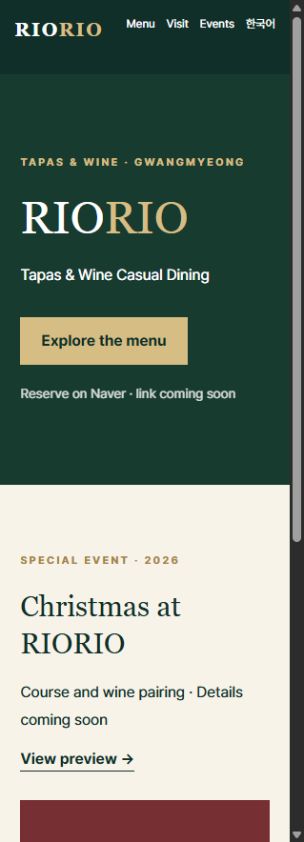 RIORIO Menu Visit Events 한국어
TAPAS & WINE · GWANGMYEONG
RIORIO
Tapas & Wine Casual Dining
Explore the menu
Reserve on Naver · link coming soon
SPECIAL EVENT · 2026
Christmas at
RIORIO
Course and wine pairing · Details
coming soon
View preview →